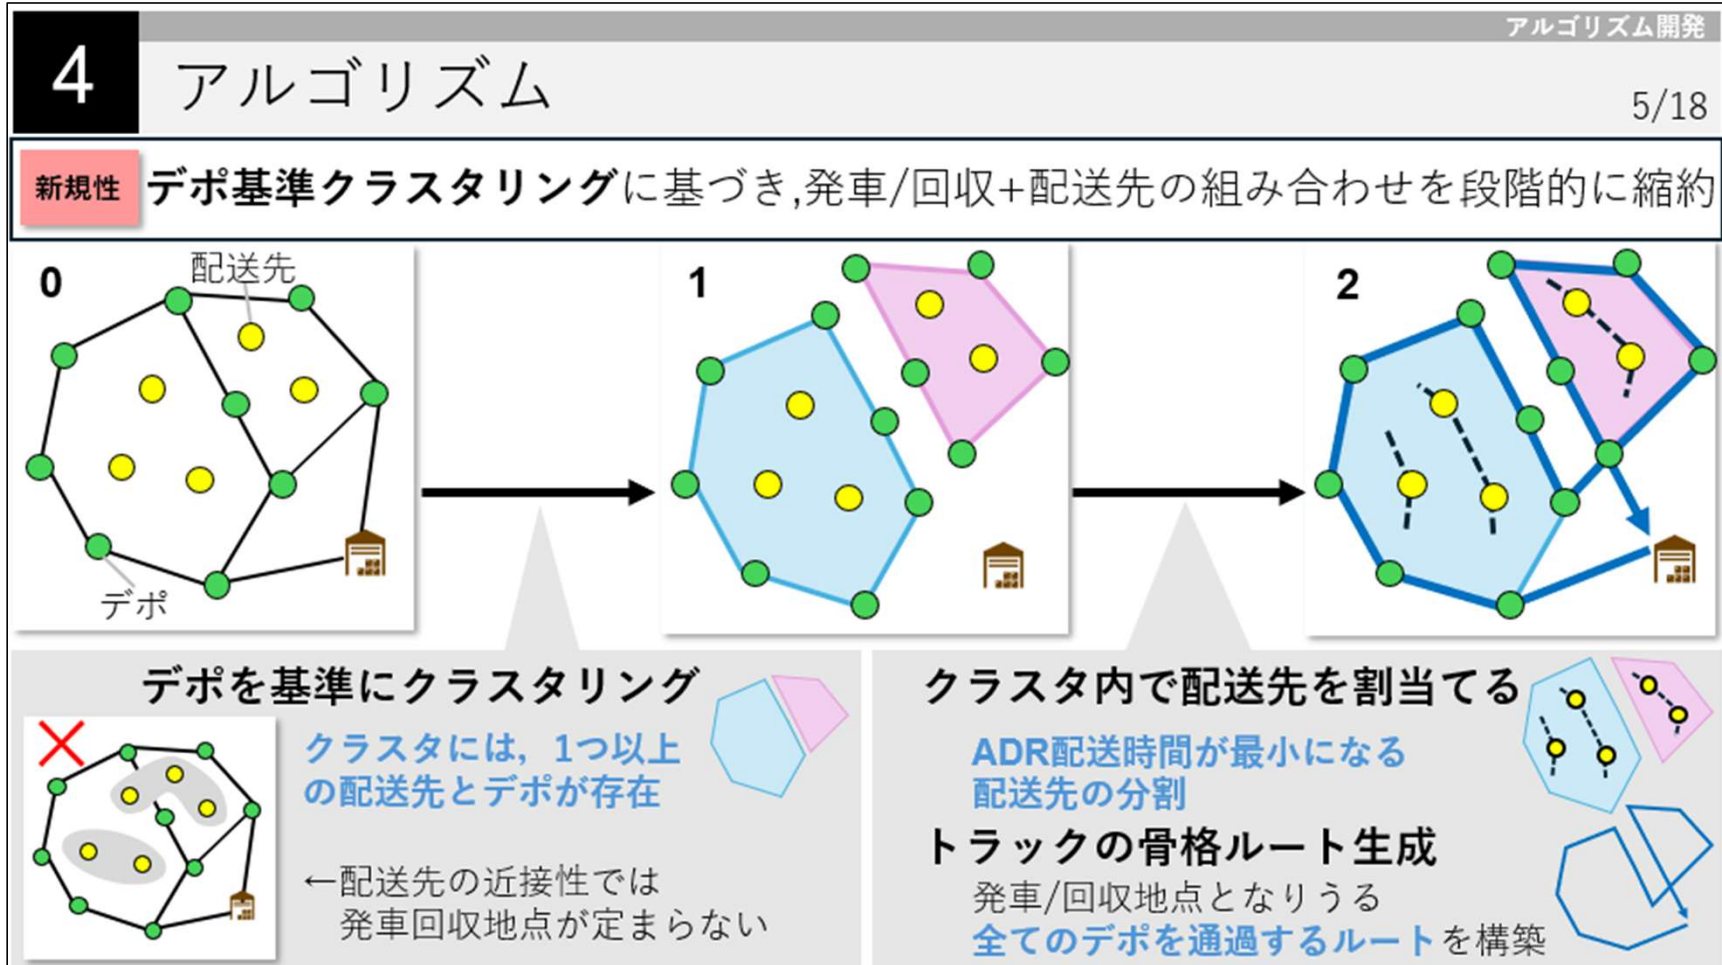 アルゴリズム開発
4
アルゴリズム
5/18
新規性
デポ基準クラスタリングに基づき,発車/回収+配送先の組み合わせを段階的に縮約
0
配送先
デポ
1
2
デポを基準にクラスタリング
クラスタには，1つ以上
の配送先とデポが存在
←配送先の近接性では
発車回収地点が定まらない
クラスタ内で配送先を割当てる
ADR配送時間が最小になる
配送先の分割
トラックの骨格ルート生成
発車/回収地点となりうる
全てのデポを通過するルートを構築